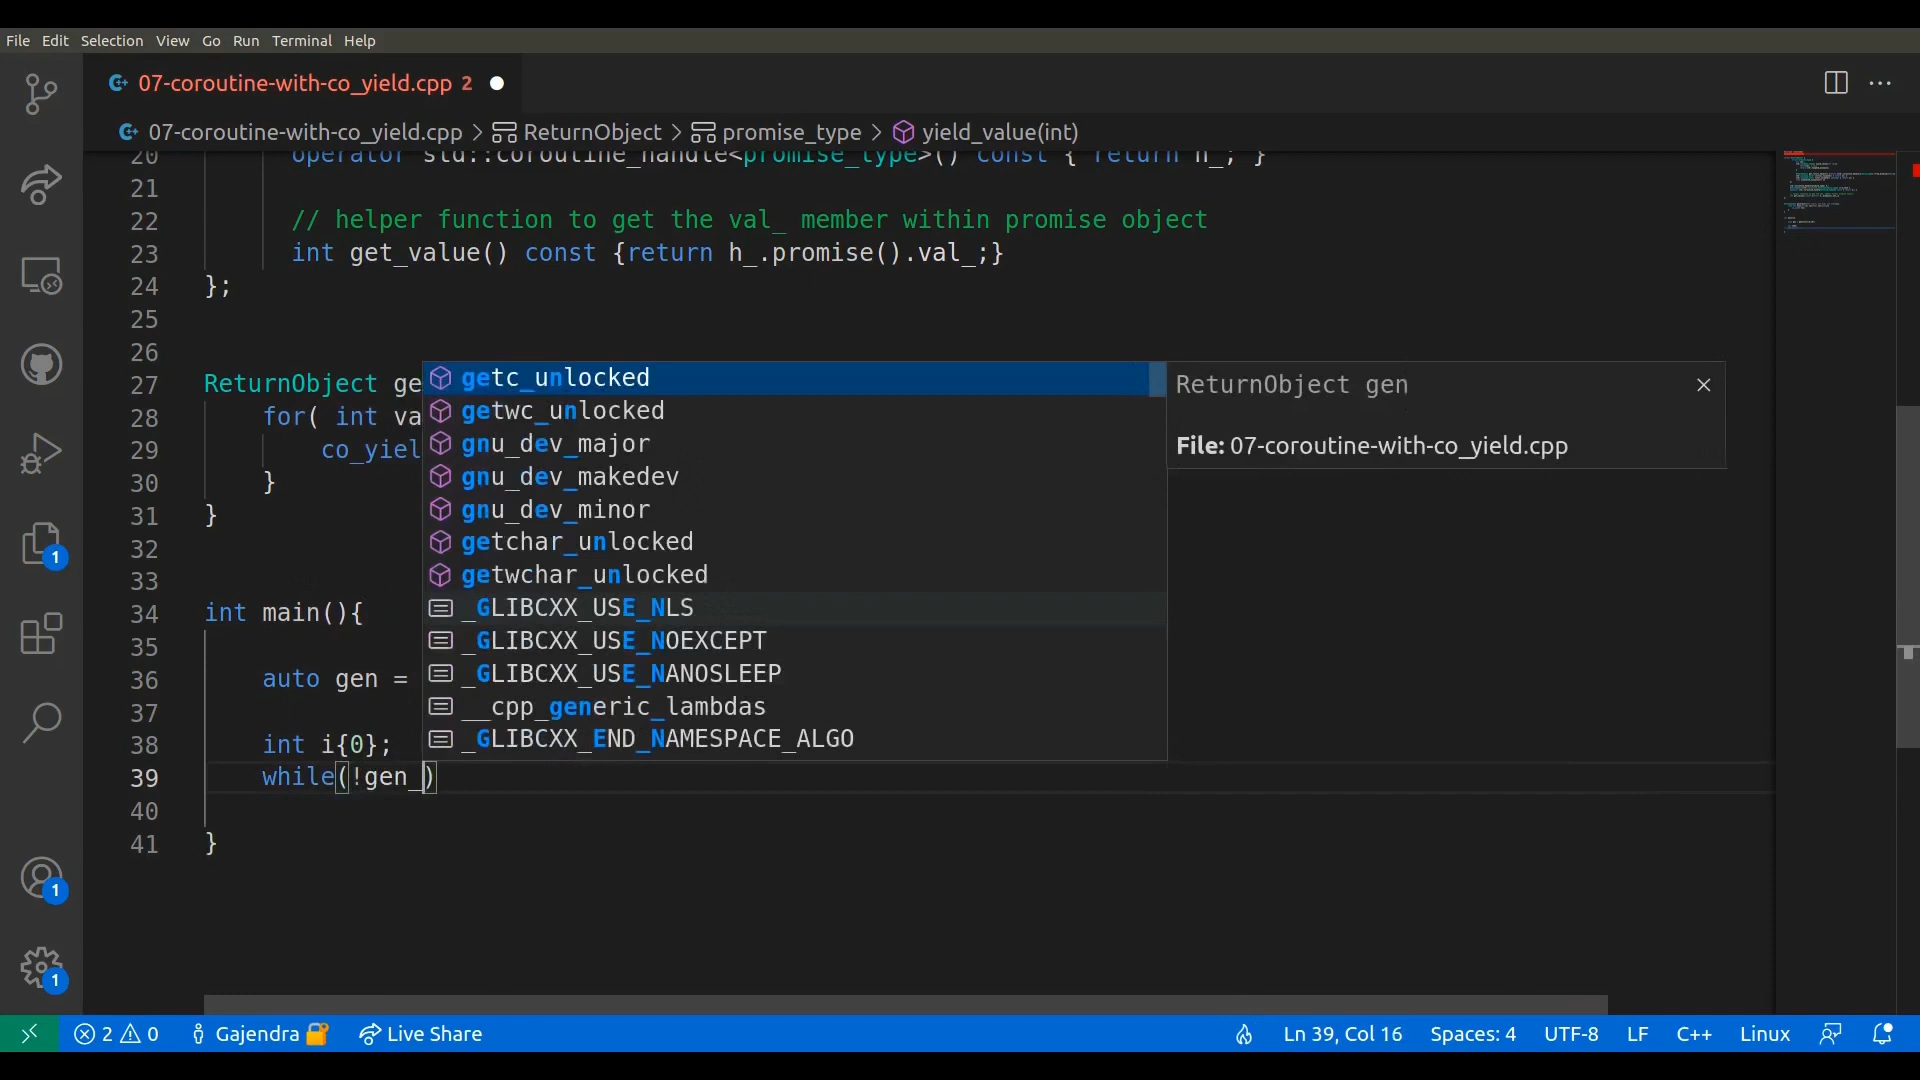 File Edit Selection View Go Run Terminal Help
07-coroutine-with-co_yield.cpp 2
07-coroutine-with-co_yield.cpp > ReturnObject > promise_type > yield_value(int)
20 operator std::coroutine_handle<promise_type>() const { return h_; }
21
22 // helper function to get the val_ member within promise object
23 int get_value() const {return h_.promise().val_;}
24 };
25
26
27 ReturnObject ge
28 for( int va
29 co_yiel
30 }
31 }
32
33
34 int main(){
35
36 auto gen =
37
38 int i{0};
39 while(!gen_)
40
41 }
getc_unlocked
getwc_unlocked
gnu_dev_major
gnu_dev_makedev
gnu_dev_minor
getchar_unlocked
getwchar_unlocked
_GLIBCXX_USE_NLS
_GLIBCXX_USE_NOEXCEPT
_GLIBCXX_USE_NANOSLEEP
__cpp_generic_lambdas
_GLIBCXX_END_NAMESPACE_ALGO
ReturnObject gen
File: 07-coroutine-with-co_yield.cpp
1
1
1
2 0 Gajendra Live Share Ln 39, Col 16 Spaces: 4 UTF-8 LF C++ Linux